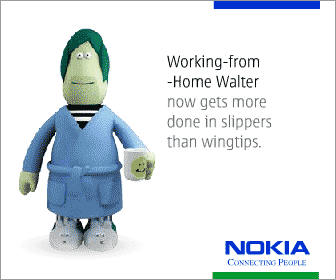 Working-from
-Home Walter
now gets more
done in slippers
than wingtips.
NOKIA
CONNECTING PEOPLE